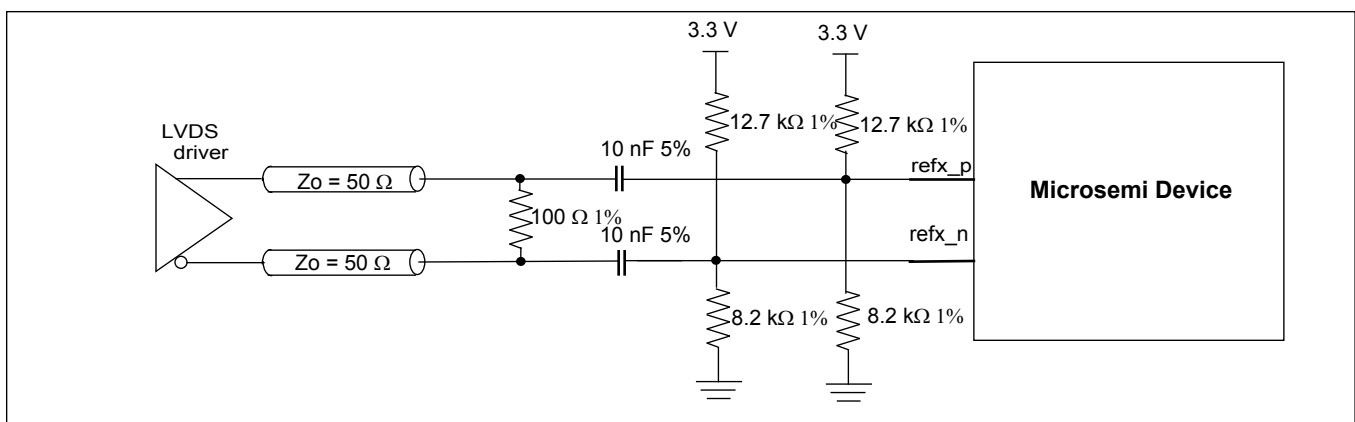 3.3 V
3.3 V
LVDS
driver
12.7 kΩ 1%
12.7 kΩ 1%
10 nF 5%
refx_p
Zo = 50 Ω
Microsemi Device
100 Ω 1%
10 nF 5%
refx_n
Zo = 50 Ω
8.2 kΩ 1%
8.2 kΩ 1%